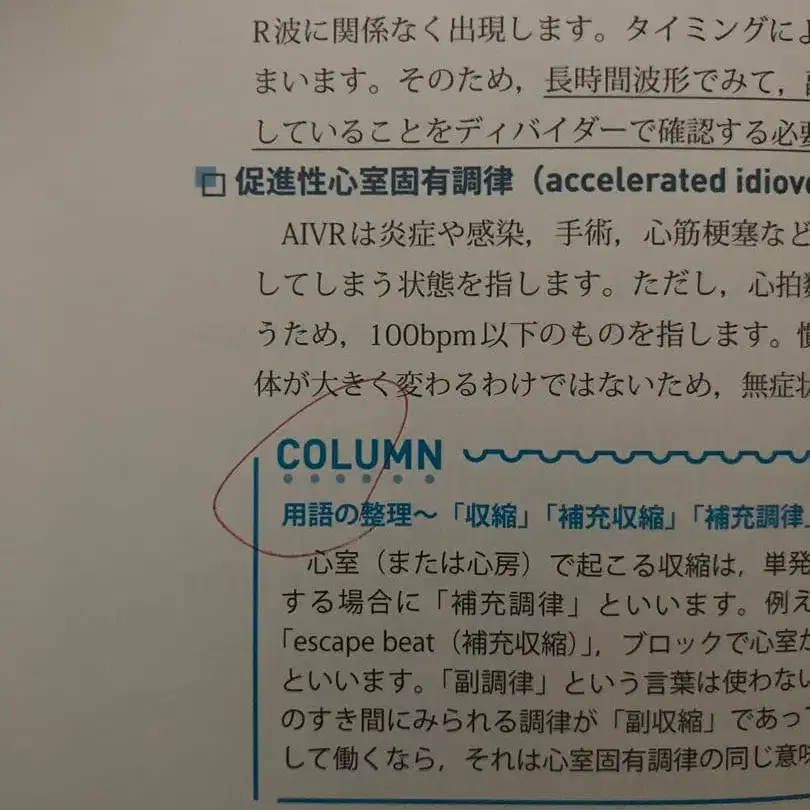 R波に関係なく出現します。タイミングによ
まいます。そのため，長時間波形でみて，
していることをディバイダーで確認する必要
促進性心室固有調律（accelerated idiove
AIVRは炎症や感染，手術，心筋梗塞など
してしまう状態を指します。ただし，心拍数
うため，100bpm以下のものを指します。
体が大きく変わるわけではないため，無症状
COLUMN
用語の整理～「収縮」「補充収縮」「補充調律」
心室（または心房）で起こる収縮は，単発
する場合に「補充調律」といいます。例え
「escape beat（補充収縮）」，ブロックで心室が
といいます。「副調律」という言葉は使わない
のすき間にみられる調律が「副収縮」であって
して働くなら，それは心室固有調律の同じ意味